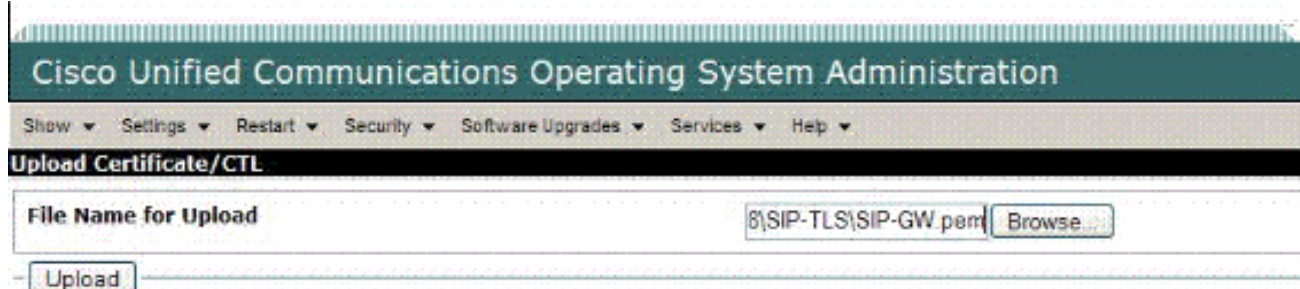 Cisco Unified Communications Operating System Administration
Show Settings Restart Security Software Upgrades Services Help
Upload Certificate/CTL
File Name for Upload 8\SIP-TLS\SIP-GW.pem Browse...
Upload